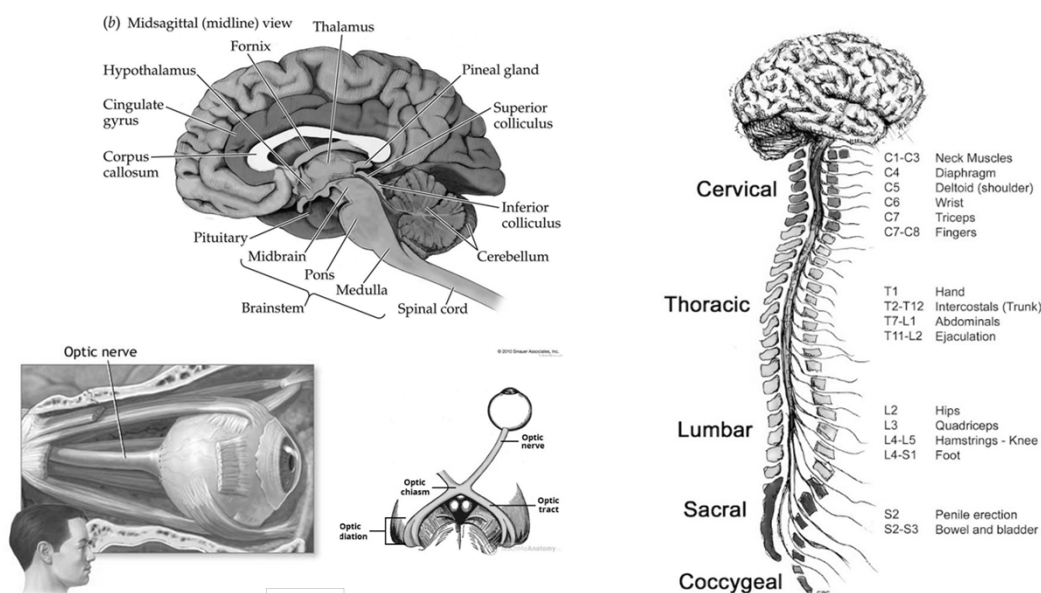 (b) Midsagittal (midline) view
Thalamus
Fornix
Hypothalamus
Pineal gland
Cingulate
gyrus
Superior
colliculus
Corpus
callosum
Inferior
colliculus
Pituitary
Midbrain
Cerebellum
Pons
Medulla
Brainstem
Spinal cord
© 2010 Sinauer Associates, Inc.
Optic nerve
Optic
nerve
Optic
chiasm
Optic
tract
Optic
diation
Cervical
C1-C3 Neck Muscles
C4 Diaphragm
C5 Deltoid (shoulder)
C6 Wrist
C7 Triceps
C7-C8 Fingers
Thoracic
T1 Hand
T2-T12 Intercostals (Trunk)
T7-L1 Abdominals
T11-L2 Ejaculation
Lumbar
L2 Hips
L3 Quadriceps
L4-L5 Hamstrings - Knee
L4-S1 Foot
Sacral
S2 Penile erection
S2-S3 Bowel and bladder
Coccygeal